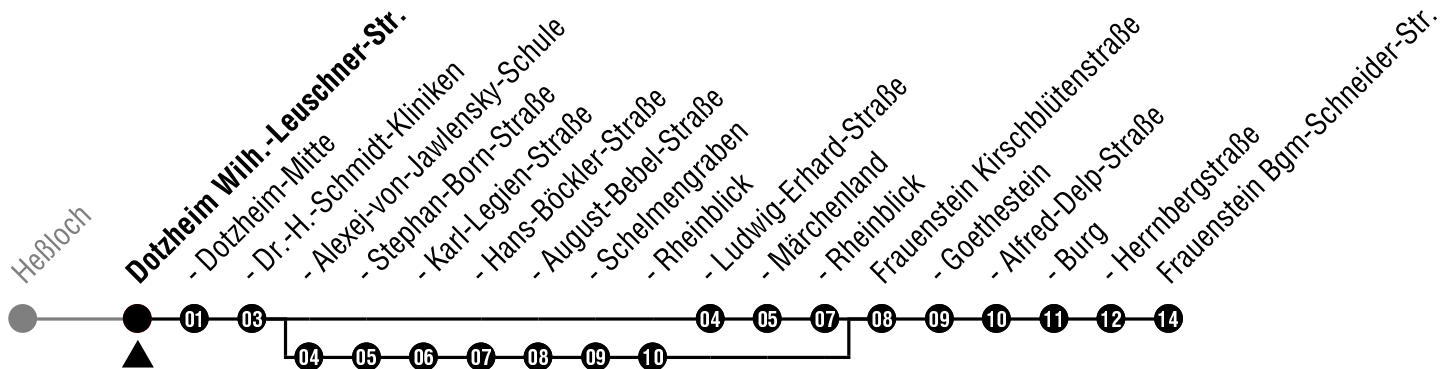 Heßloch
Dotzheim Wilh.-Leuschner-Str.
- Dotzheim-Mitte
- Dr.-H.-Schmidt-Kliniken
- Alexej-von-Jawlensky-Schule
- Stephan-Born-Straße
- Karl-Legien-Straße
- Hans-Böckler-Straße
- August-Bebel-Straße
- Schelmengraben
- Rheinblick
- Ludwig-Erhard-Straße
- Märchenland
- Rheinblick
Frauenstein Kirschblütenstraße
- Goethestein
- Alfred-Delp-Straße
- Burg
- Herrnbergstraße
Frauenstein Bgm-Schneider-Str.
01 03 04 05 07 08 09 10 11 12 14
04 05 06 07 08 09 10